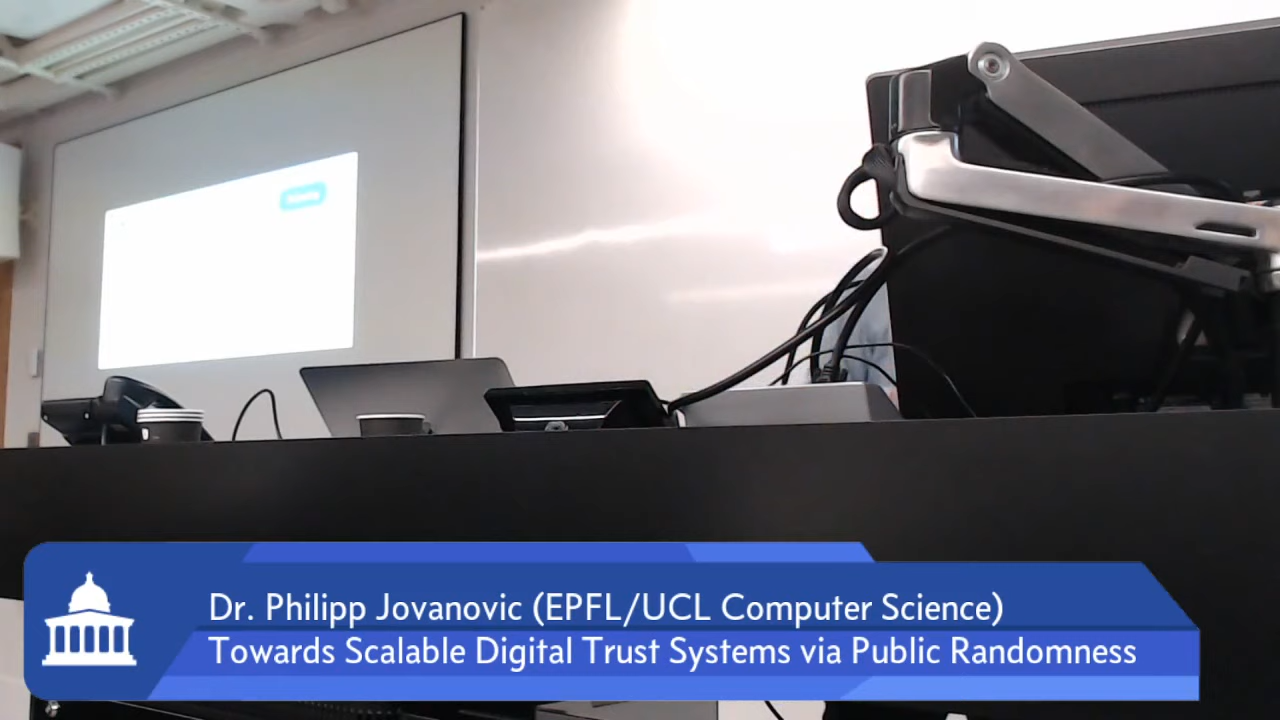 Dr. Philipp Jovanovic (EPFL/UCL Computer Science)
Towards Scalable Digital Trust Systems via Public Randomness